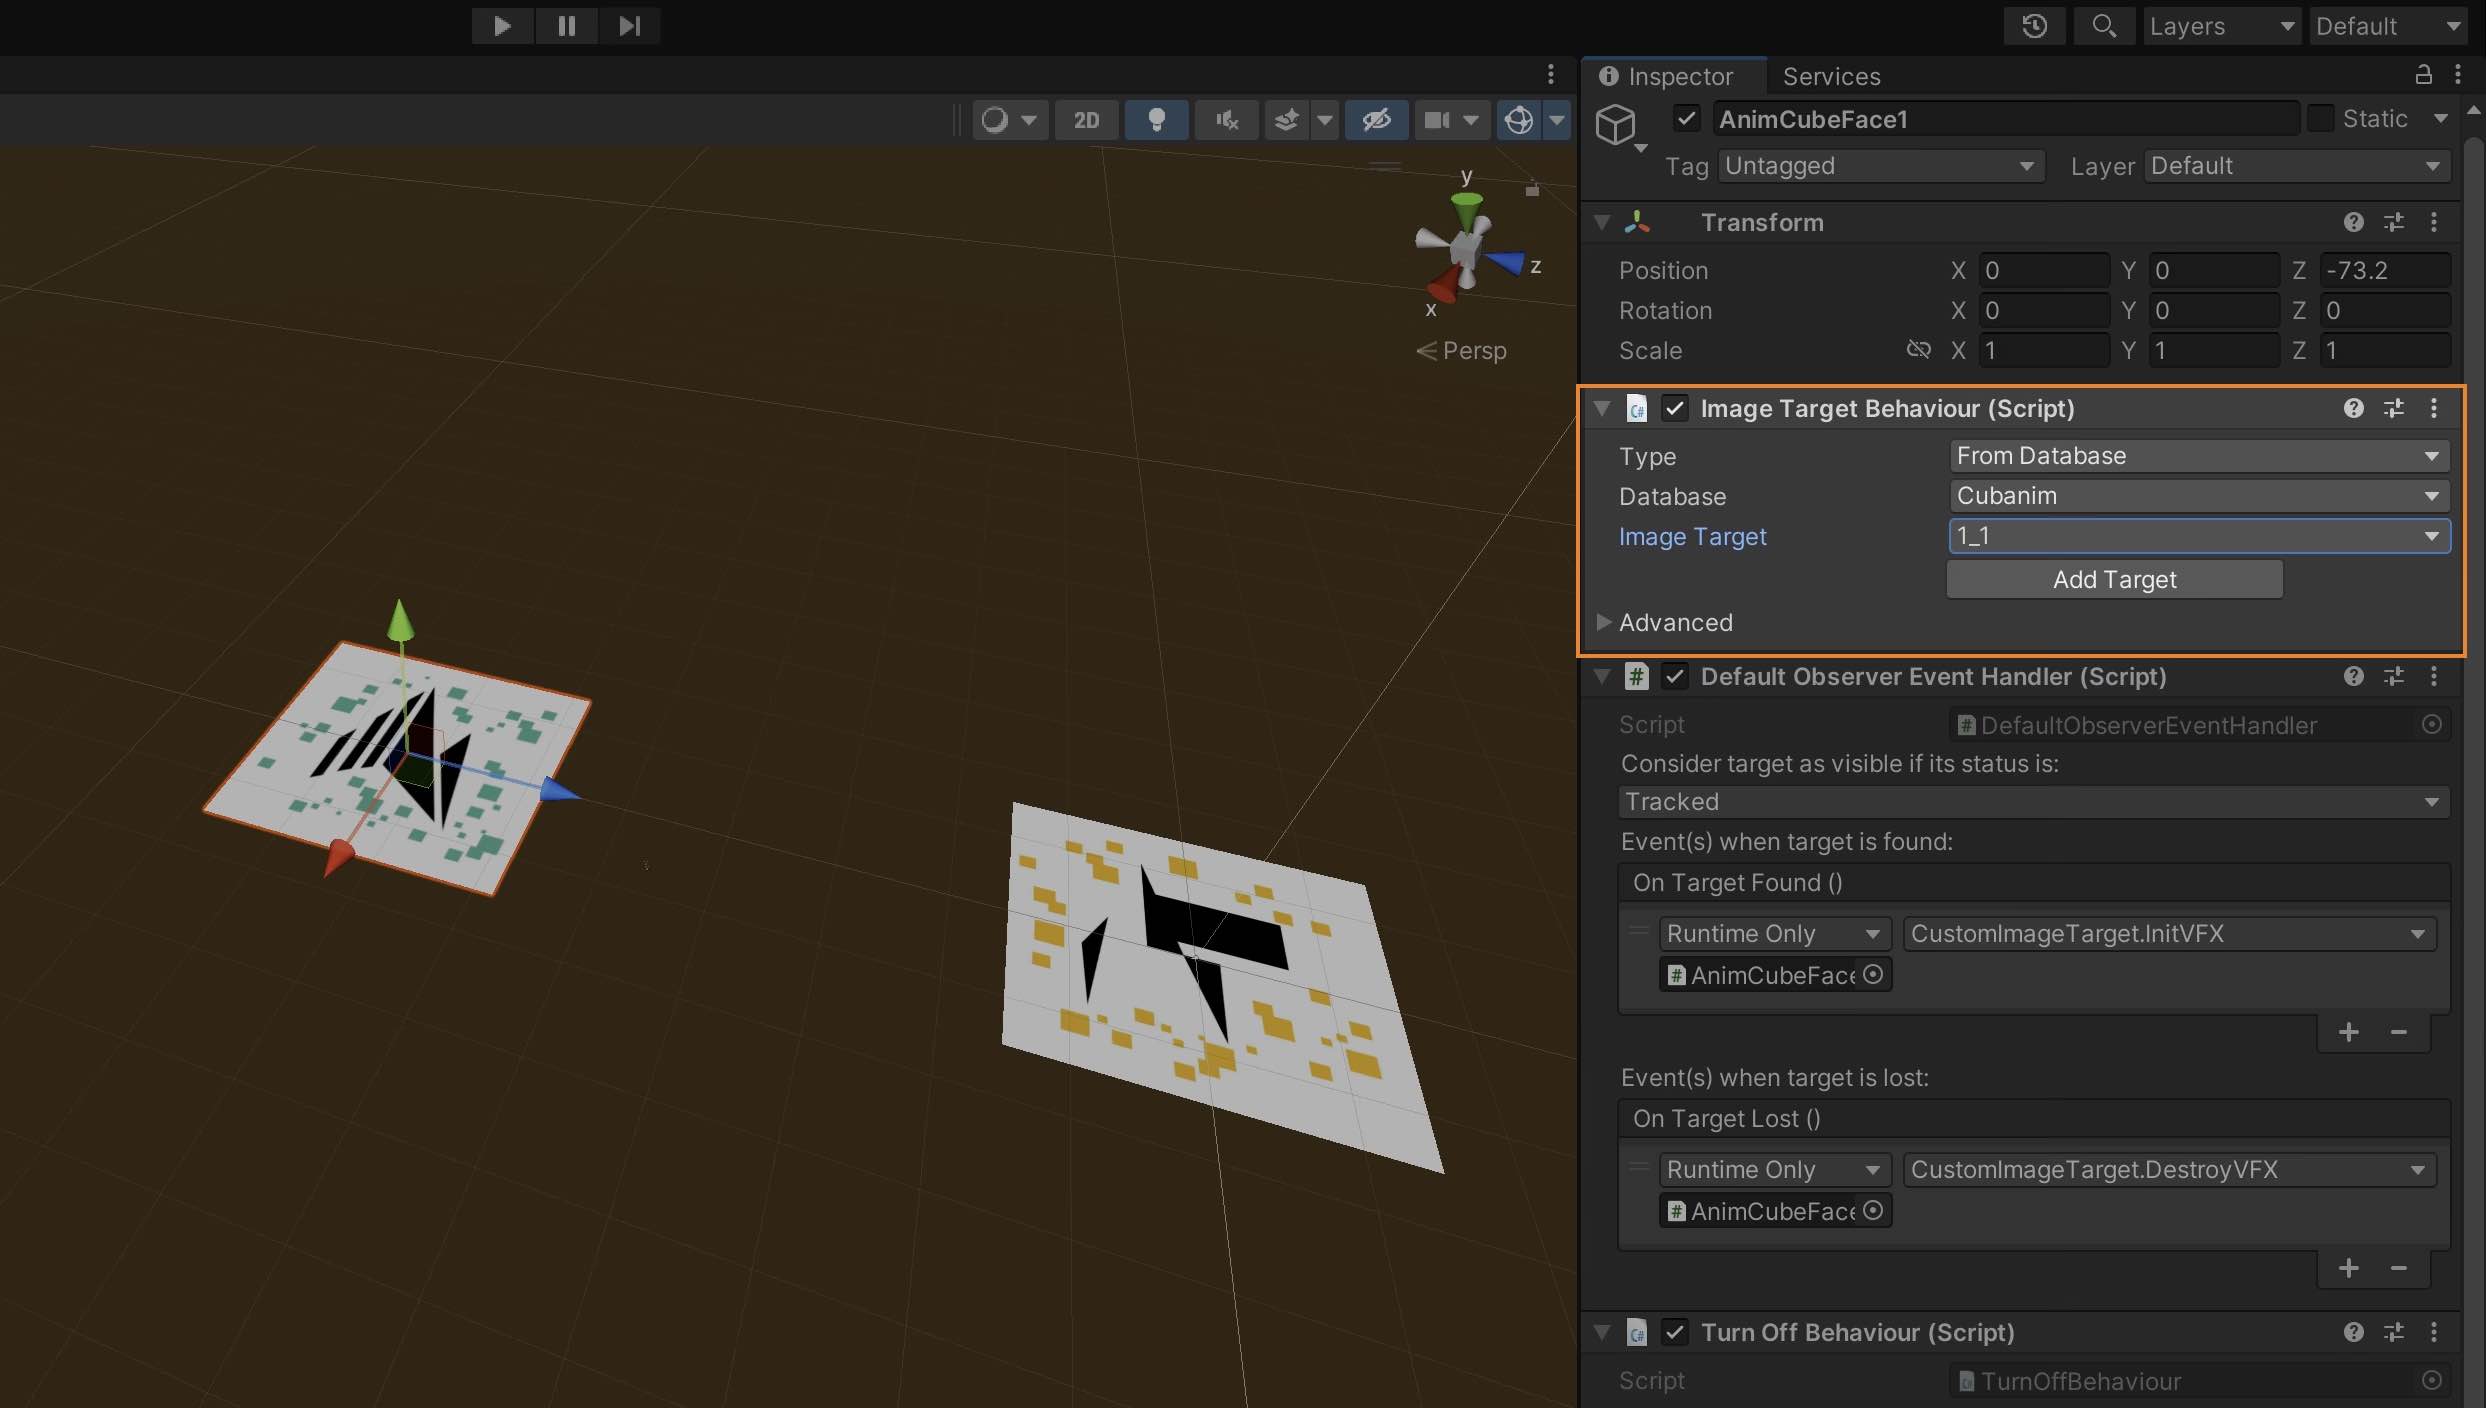 Layers
Default
Inspector
Services
2D
AnimCubeFace1
Static
Tag Untagged
Layer Default
y
z
x
Persp
Transform
Position X 0 Y 0 Z -73.2
Rotation X 0 Y 0 Z 0
Scale X 1 Y 1 Z 1
C# Image Target Behaviour (Script)
Type From Database
Database Cubanim
Image Target 1_1
Add Target
Advanced
# Default Observer Event Handler (Script)
Script # DefaultObserverEventHandler
Consider target as visible if its status is:
Tracked
Event(s) when target is found:
On Target Found ()
Runtime Only CustomImageTarget.InitVFX
# AnimCubeFace
Event(s) when target is lost:
On Target Lost ()
Runtime Only CustomImageTarget.DestroyVFX
# AnimCubeFace
C# Turn Off Behaviour (Script)
Script TurnOffBehaviour